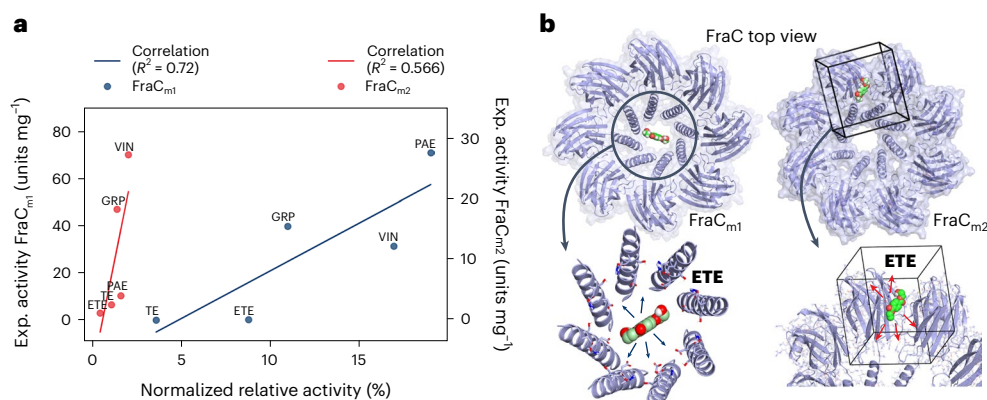 a
Correlation
(R² = 0.72)
FraCm1
Correlation
(R² = 0.566)
FraCm2
Exp. activity FraCm1 (units mg⁻¹)
80
60
40
20
0
VIN
GRP
PAE
TE
ETE
TE
ETE
GRP
VIN
PAE
30
20
10
0
Exp. activity FraCm2 (units mg⁻¹)
0
5
10
15
Normalized relative activity (%)
b
FraC top view
FraCm1
FraCm2
ETE
ETE